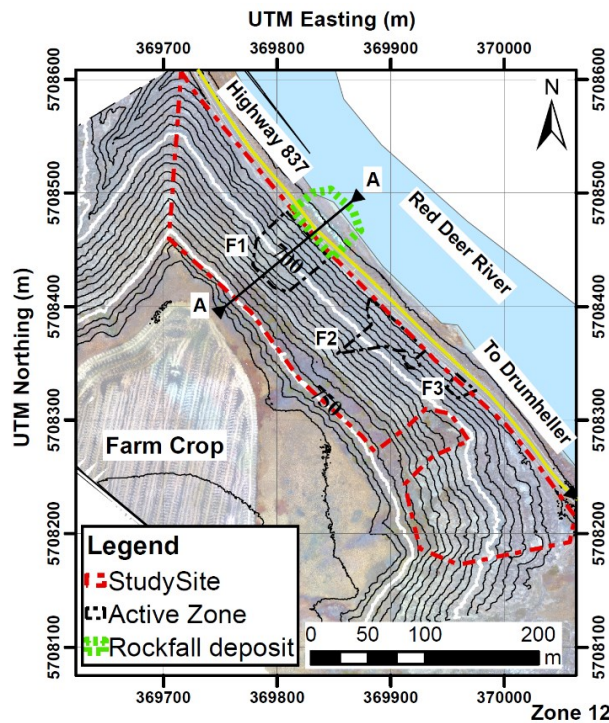 UTM Easting (m)
369700 369800 369900 370000
UTM Northing (m)
5708600
5708500
5708400
5708300
5708200
5708100
5708600
5708500
5708400
5708300
5708200
5708100
N
Highway 837
Red Deer River
A
F1
700
A
F2
To Drumheller
F3
750
Farm Crop
Legend
StudySite
Active Zone
Rockfall deposit
0 50 100 200
m
369700 369800 369900 370000
Zone 12